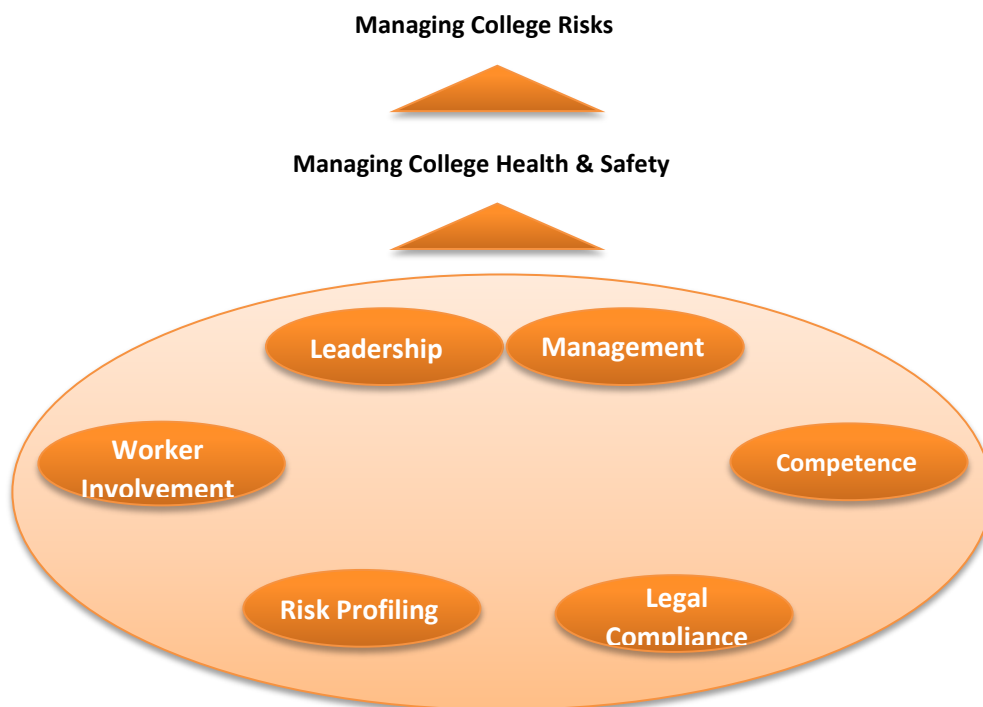 Managing College Risks
Managing College Health & Safety
Leadership
Management
Worker
Involvement
Competence
Risk Profiling
Legal
Compliance